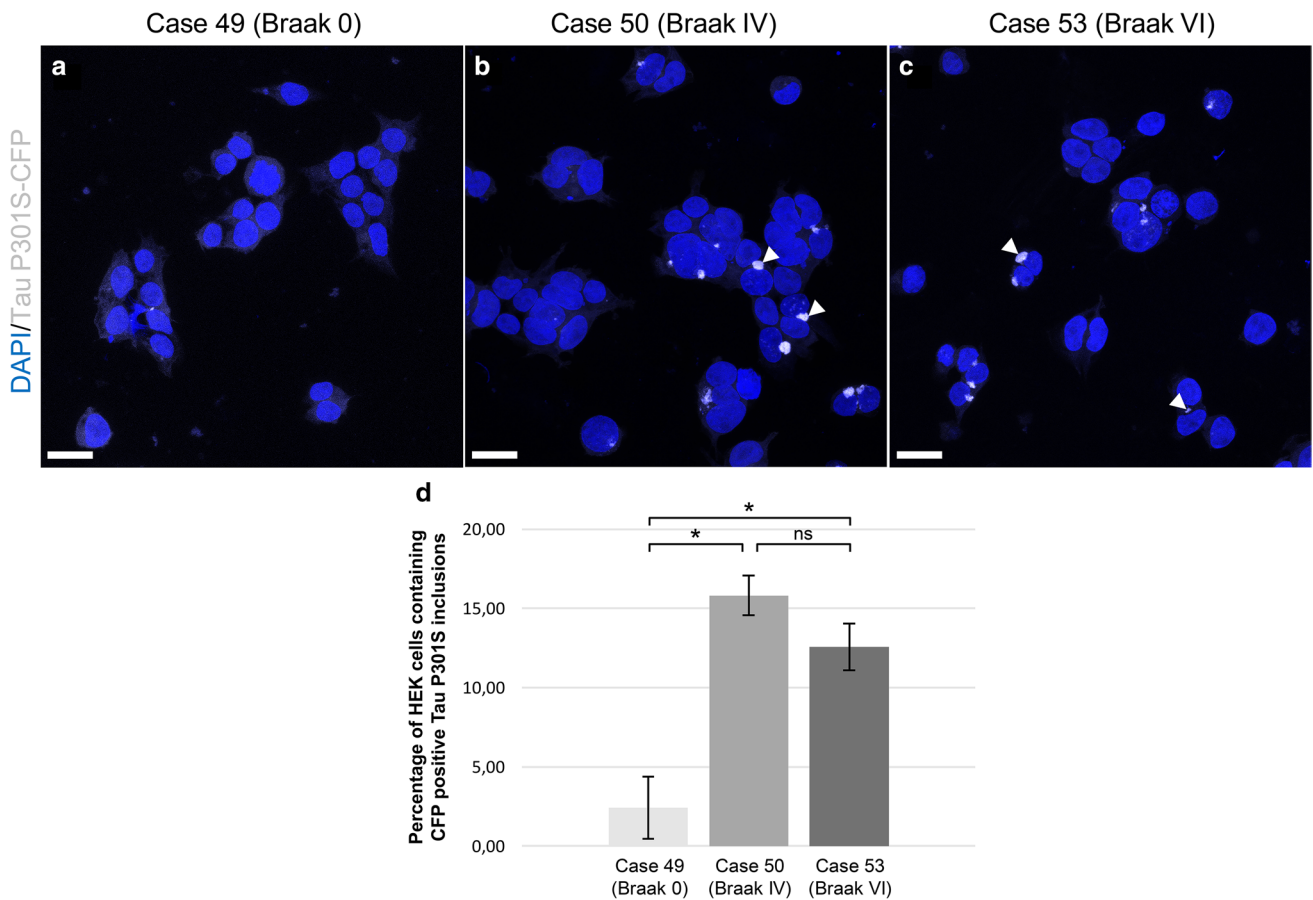 Case 49 (Braak 0)
Case 50 (Braak IV)
Case 53 (Braak VI)
DAPI/Tau P301S-CFP
a
b
c
d
Percentage of HEK cells containing
CFP positive Tau P301S inclusions
20,00
15,00
10,00
5,00
0,00
*
*
ns
Case 49
(Braak 0)
Case 50
(Braak IV)
Case 53
(Braak VI)